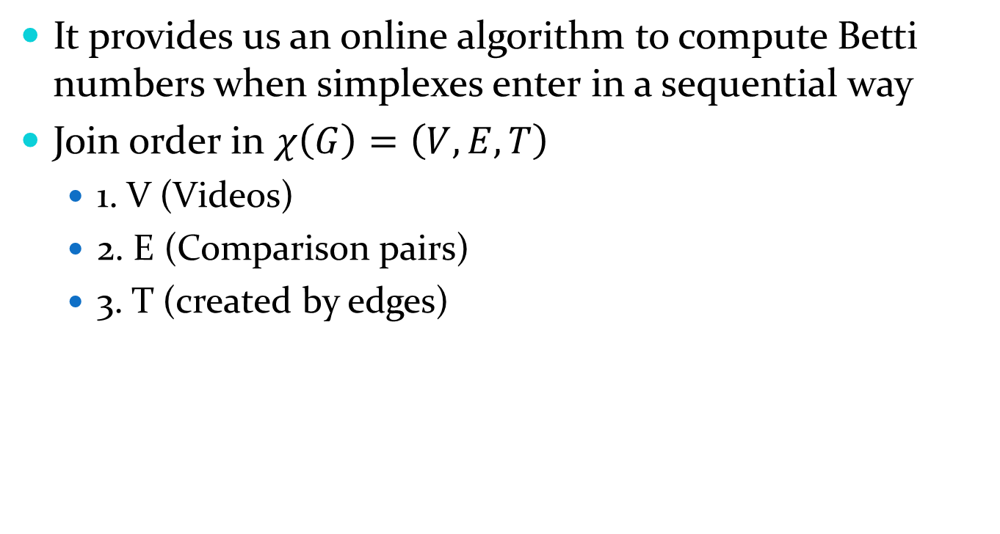 • It provides us an online algorithm to compute Betti
numbers when simplexes enter in a sequential way
• Join order in 𝜒(𝐺) = (𝑉, 𝐸, 𝑇)
• 1. V (Videos)
• 2. E (Comparison pairs)
• 3. T (created by edges)